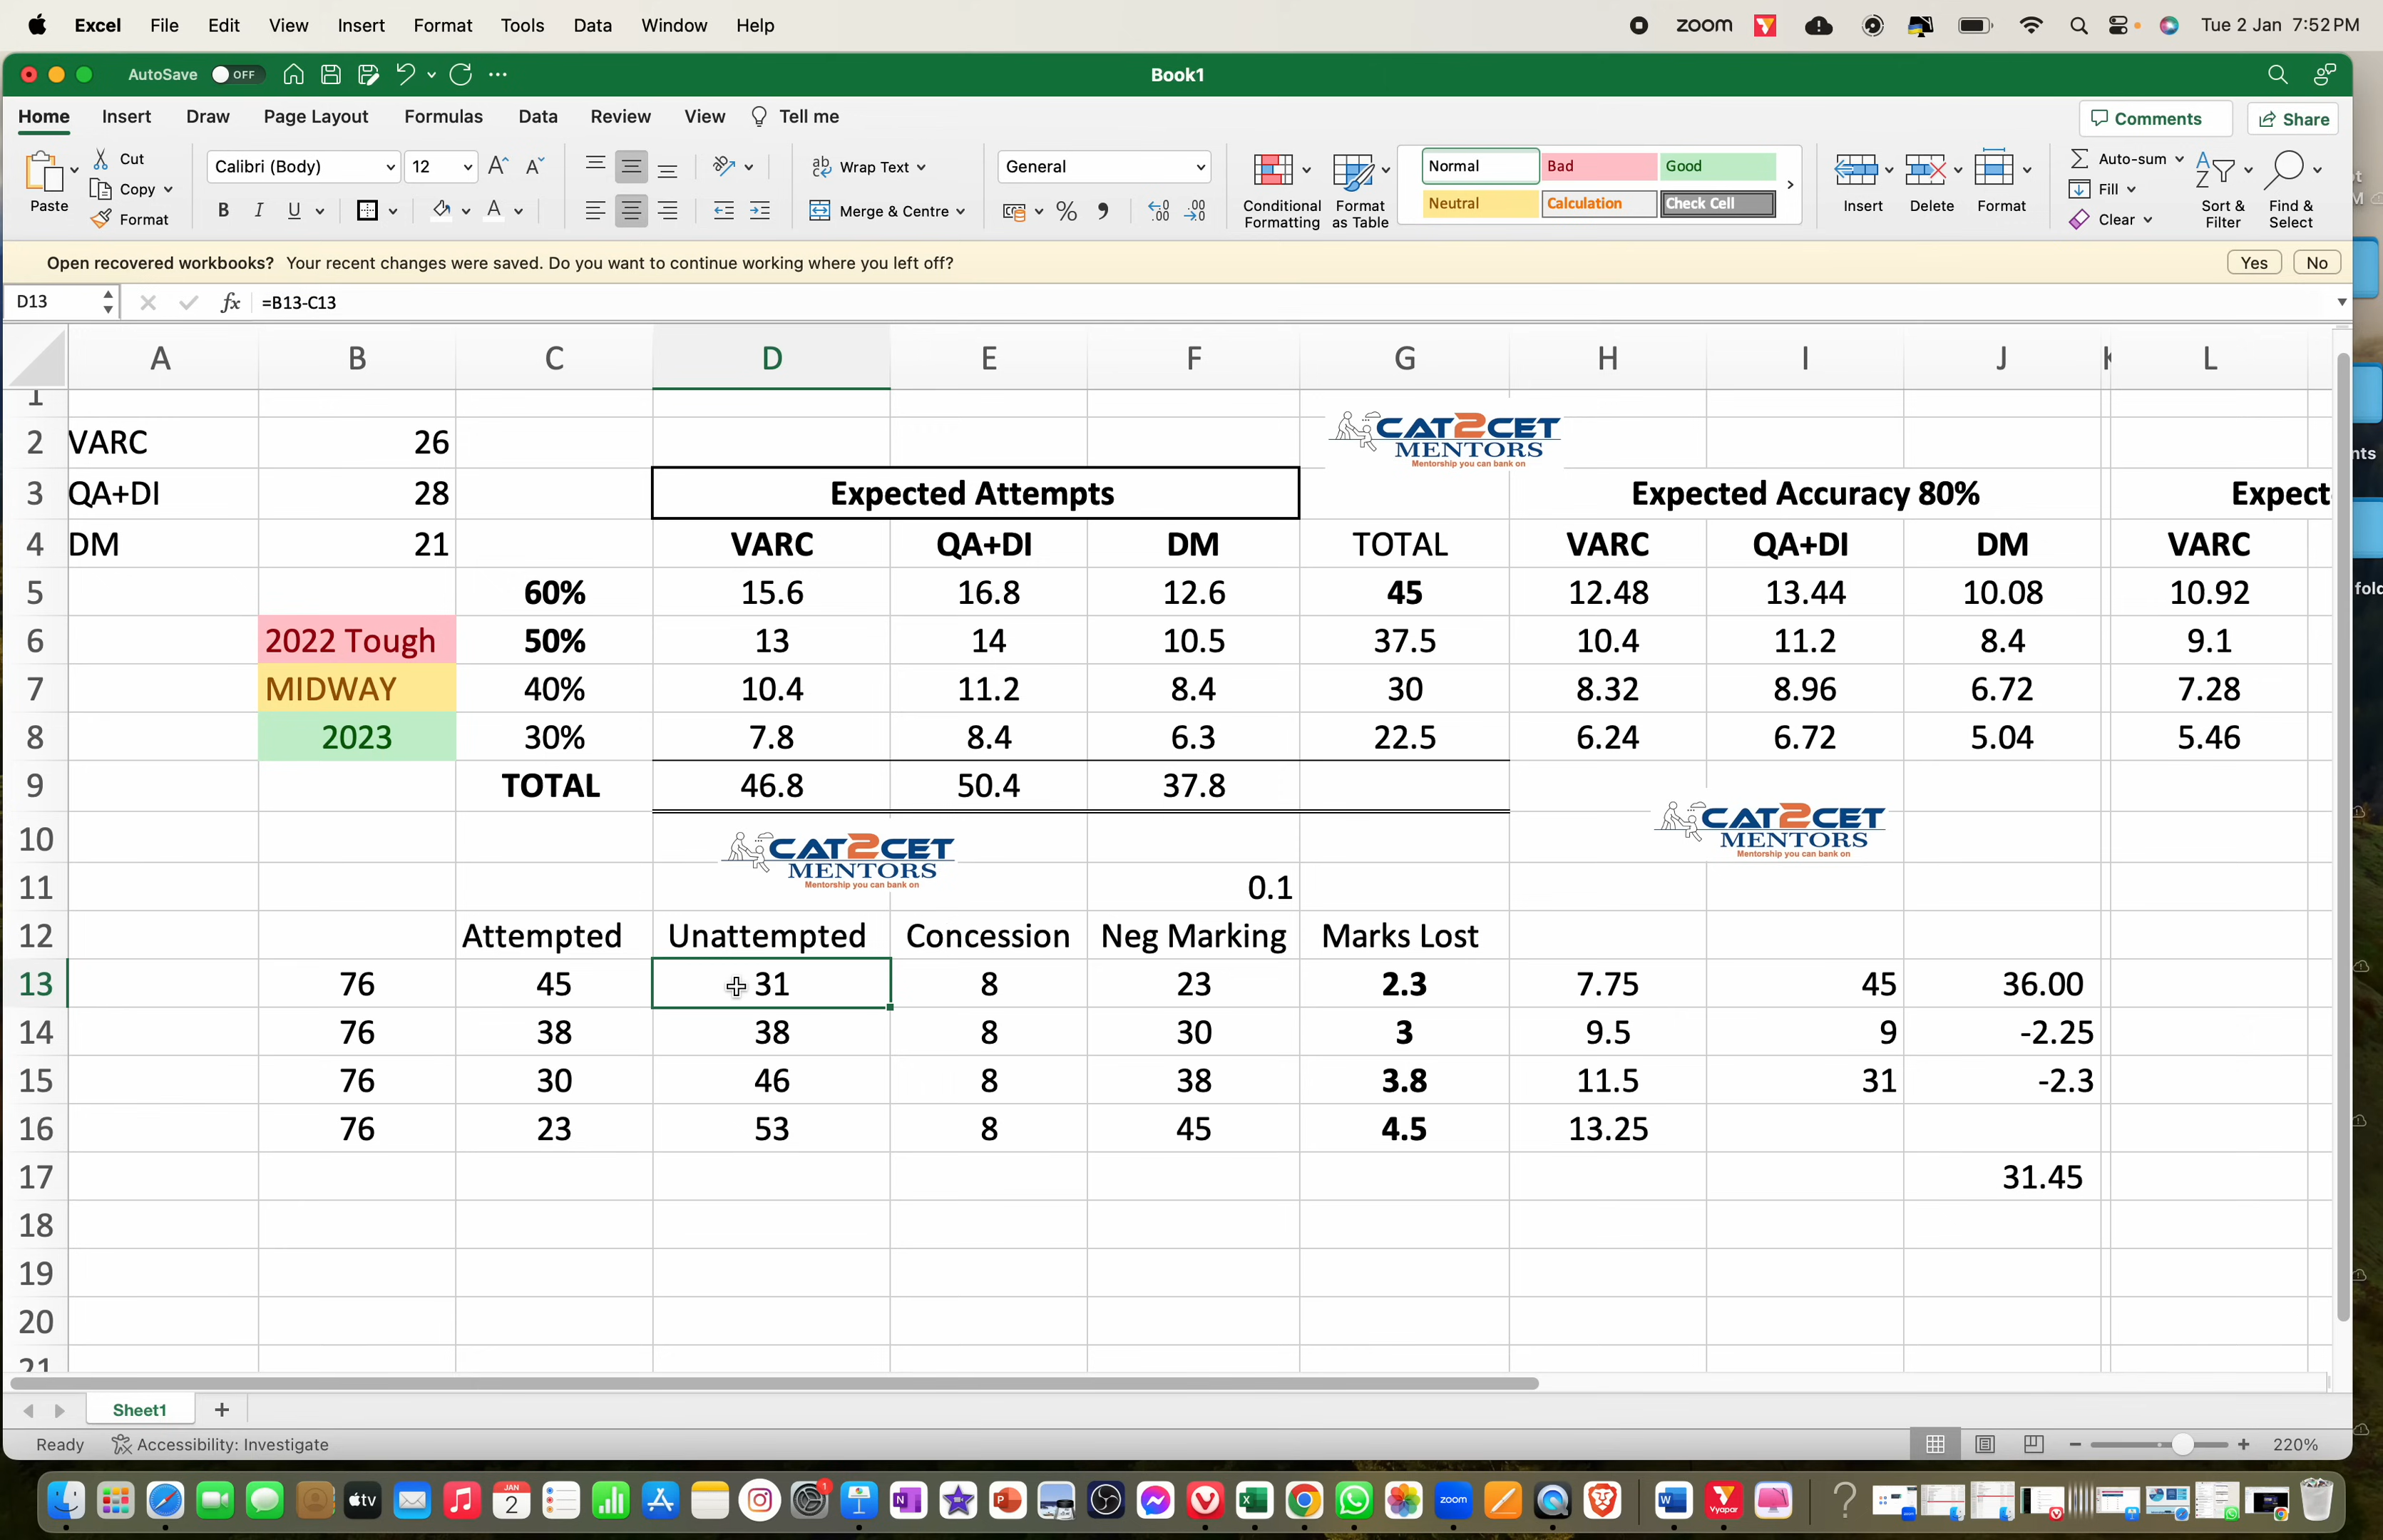 Excel File Edit View Insert Format Tools Data Window Help zoom Tue 2 Jan 7:52 PM
AutoSave OFF Book1
Home Insert Draw Page Layout Formulas Data Review View Tell me Comments Share
Paste Cut Copy Format
Calibri (Body) 12
B I U A
ab Wrap Text
Merge & Centre
General
Conditional Formatting
Format as Table
Normal Bad Good
Neutral Calculation Check Cell
Insert Delete Format
Auto-sum
Fill
Clear
Sort & Filter
Find & Select
Open recovered workbooks? Your recent changes were saved. Do you want to continue working where you left off? Yes No
D13 fx =B13-C13
A B C D E F G H I J K L
1
CAT2CET
MENTORS
Mentorship you can bank on
2 VARC 26
3 QA+DI 28 Expected Attempts Expected Accuracy 80% Expect
4 DM 21 VARC QA+DI DM TOTAL VARC QA+DI DM VARC
5 60% 15.6 16.8 12.6 45 12.48 13.44 10.08 10.92
6 2022 Tough 50% 13 14 10.5 37.5 10.4 11.2 8.4 9.1
7 MIDWAY 40% 10.4 11.2 8.4 30 8.32 8.96 6.72 7.28
8 2023 30% 7.8 8.4 6.3 22.5 6.24 6.72 5.04 5.46
9 TOTAL 46.8 50.4 37.8
CAT2CET
MENTORS
Mentorship you can bank on
10
CAT2CET
MENTORS
Mentorship you can bank on
11 0.1
12 Attempted Unattempted Concession Neg Marking Marks Lost
13 76 45 31 8 23 2.3 7.75 45 36.00
14 76 38 38 8 30 3 9.5 9 -2.25
15 76 30 46 8 38 3.8 11.5 31 -2.3
16 76 23 53 8 45 4.5 13.25
17 31.45
18
19
20
21
Sheet1 +
Ready Accessibility: Investigate 220%
tv JAN 2 1 N P X zoom W Vyapar ?